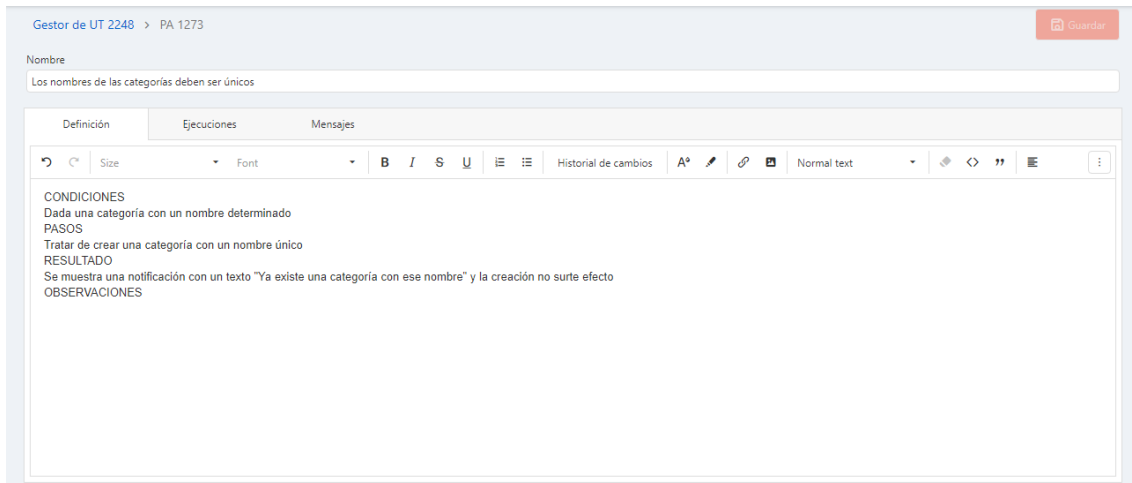 Gestor de UT 2248 > PA 1273
Guardar
Nombre
Los nombres de las categorías deben ser únicos
Definición Ejecuciones Mensajes
Size Font B I S U Historial de cambios Normal text
CONDICIONES
Dada una categoría con un nombre determinado
PASOS
Tratar de crear una categoría con un nombre único
RESULTADO
Se muestra una notificación con un texto "Ya existe una categoría con ese nombre" y la creación no surte efecto
OBSERVACIONES